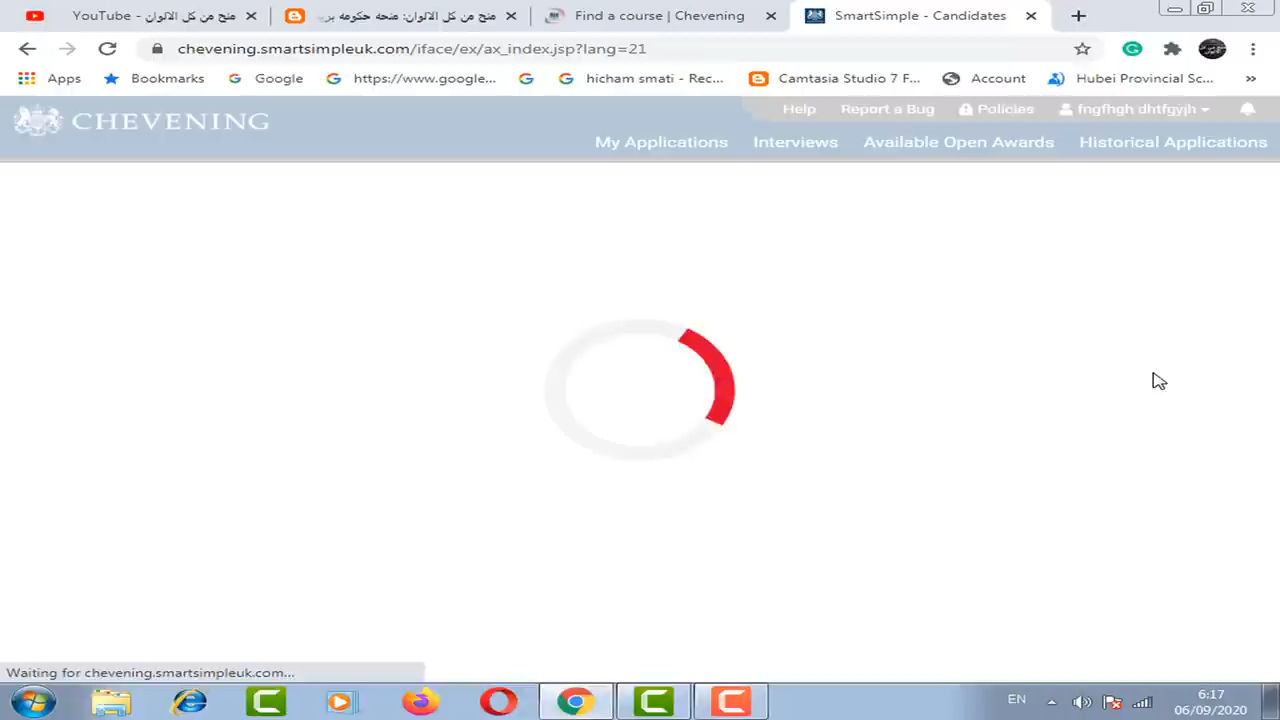 YouTube - منح من كل الالوان
منح من كل الالوان: منحه حكومه بري
Find a course | Chevening
SmartSimple - Candidates
chevening.smartsimpleuk.com/iface/ex/ax_index.jsp?lang=21
Apps Bookmarks Google https://www.google... hicham smati - Rec... Camtasia Studio 7 F... Account Hubei Provincial Sc... »
Help Report a Bug Policies fngfhgh dhtfgyjh
CHEVENING
My Applications Interviews Available Open Awards Historical Applications
Waiting for chevening.smartsimpleuk.com...
EN
6:17
06/09/2020